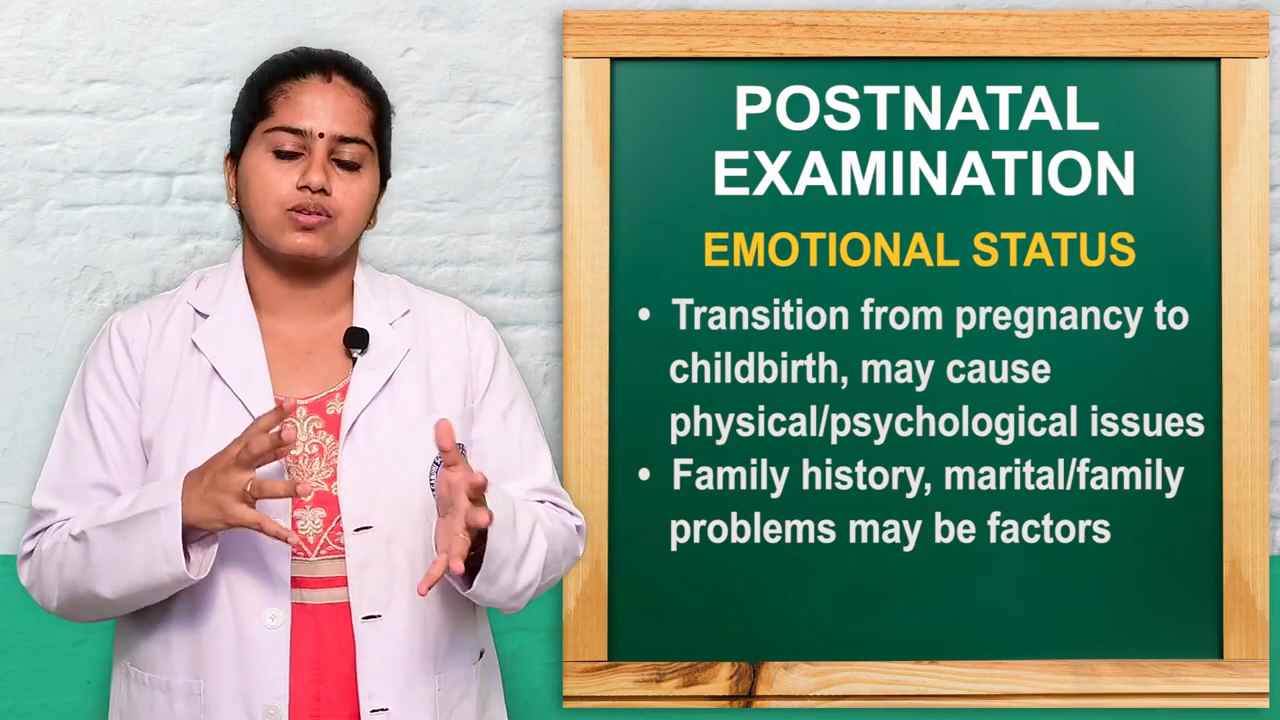 POSTNATAL
EXAMINATION
EMOTIONAL STATUS
• Transition from pregnancy to
childbirth, may cause
physical/psychological issues
• Family history, marital/family
problems may be factors